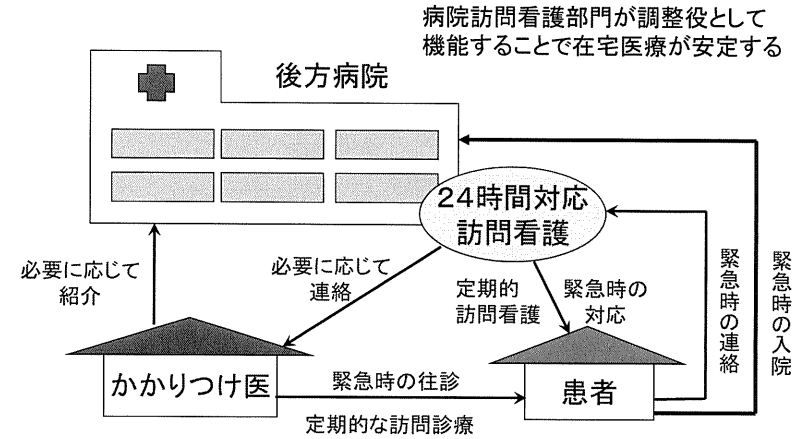 病院訪問看護部門が調整役として
機能することで在宅医療が安定する
後方病院
24時間対応
訪問看護
必要に応じて
紹介
必要に応じて
連絡
定期的
訪問看護
緊急時の
対応
緊急時の連絡
緊急時の入院
かかりつけ医
緊急時の往診
定期的な訪問診療
患者